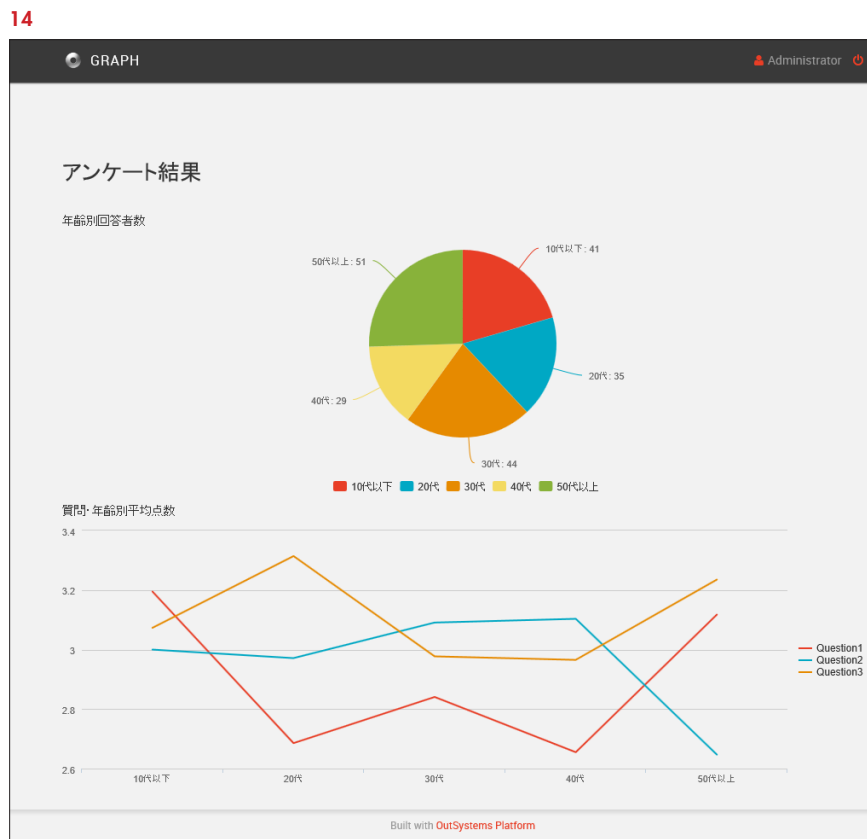 14
GRAPH
Administrator
アンケート結果
年齢別回答者数
50代以上: 51
10代以下: 41
20代: 35
40代: 29
30代: 44
10代以下 20代 30代 40代 50代以上
質問・年齢別平均点数
3.4
3.2
3
2.8
2.6
Question1
Question2
Question3
10代以下 20代 30代 40代 50代以上
Built with OutSystems Platform